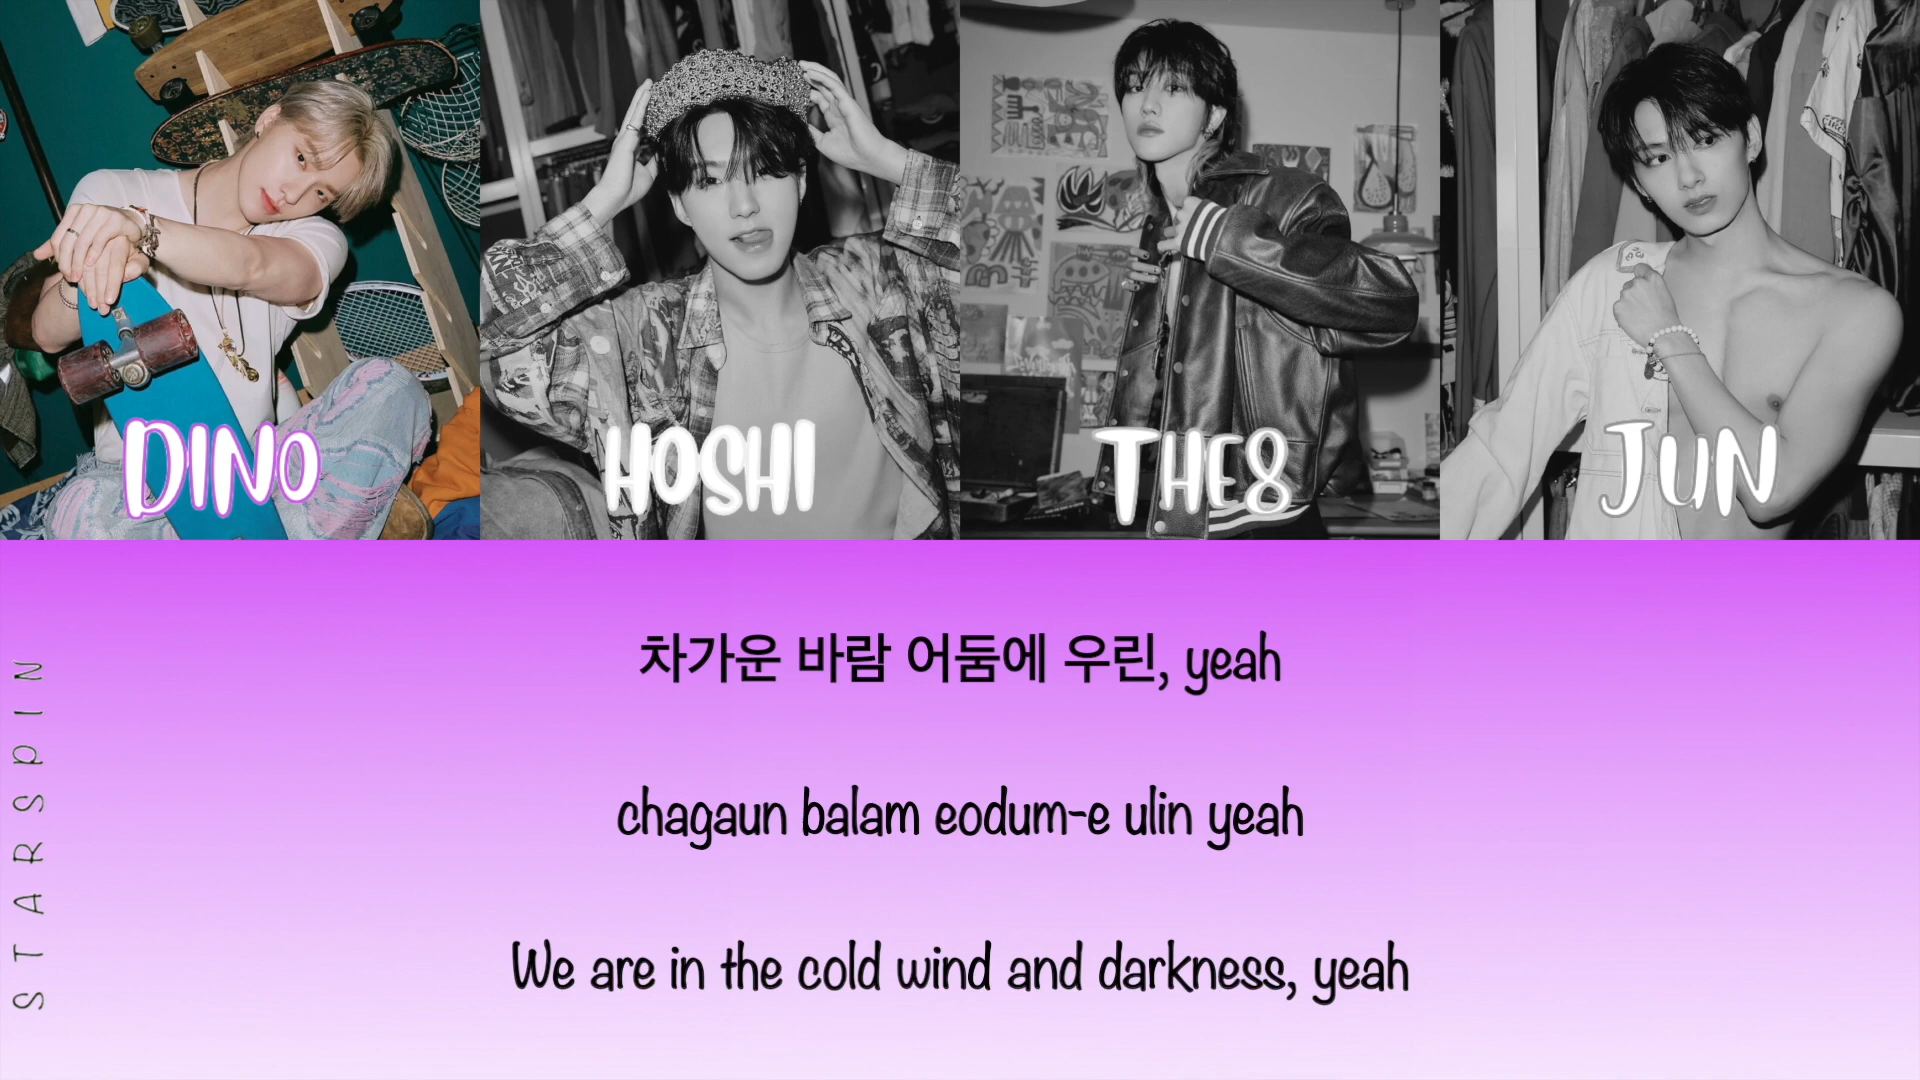 DINO
HOSHI
THE8
JUN
차가운 바람 어둠에 우린, yeah
chagaun balam eodum-e ulin yeah
We are in the cold wind and darkness, yeah
STARSPIN